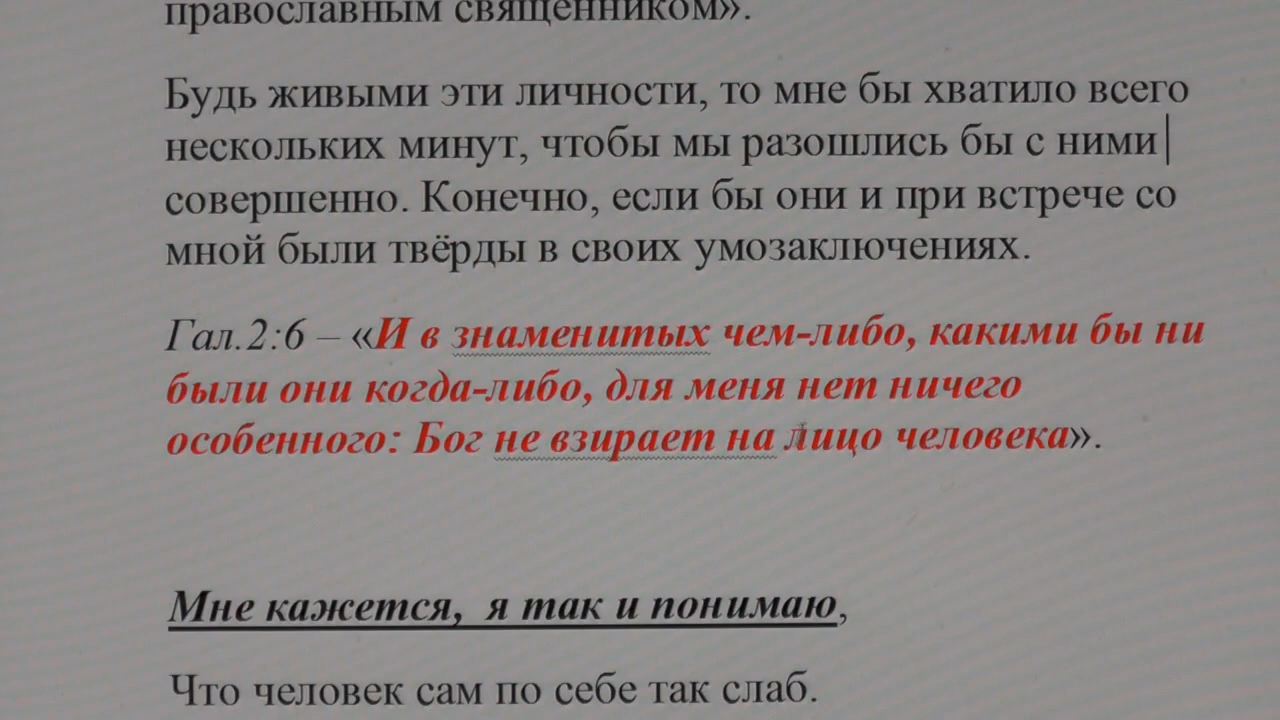 православным священником».
Будь живыми эти личности, то мне бы хватило всего
нескольких минут, чтобы мы разошлись бы с ними
совершенно. Конечно, если бы они и при встрече со
мной были твёрды в своих умозаключениях.
Гал.2:6 – «И в знаменитых чем-либо, какими бы ни
были они когда-либо, для меня нет ничего
особенного: Бог не взирает на лицо человека».
Мне кажется, я так и понимаю,
Что человек сам по себе так слаб.